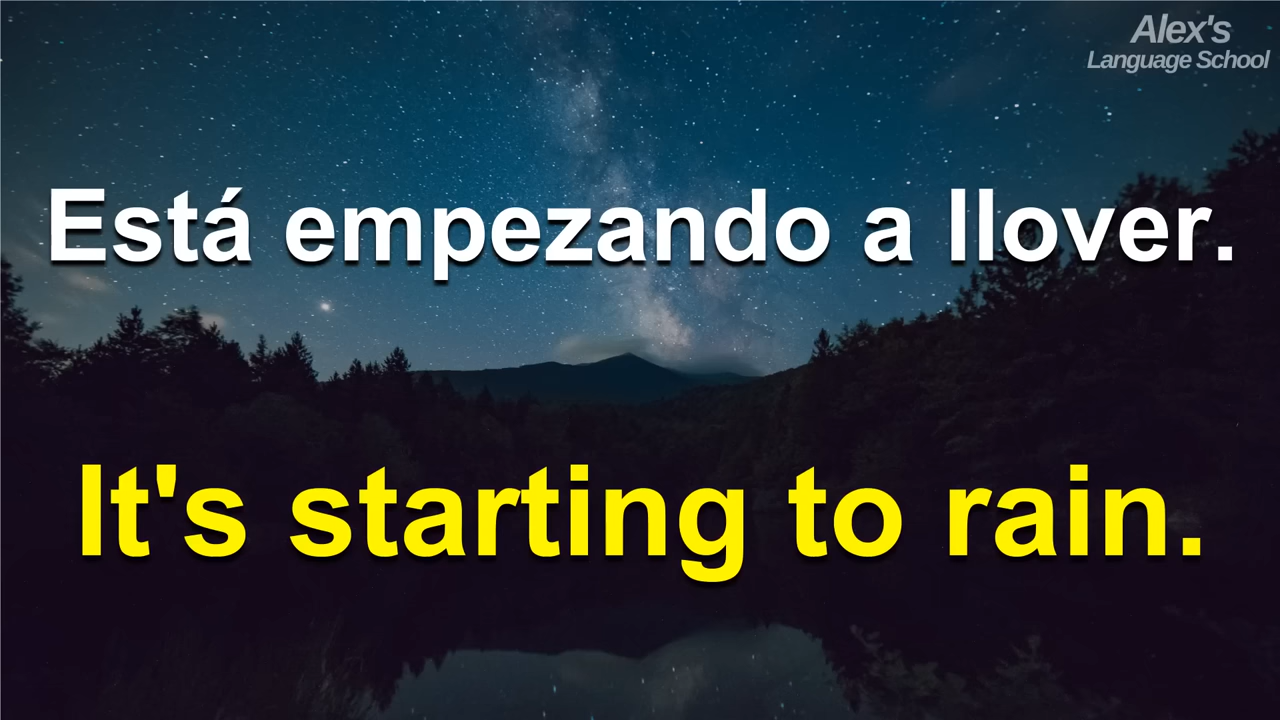 Alex's
Language School
Está empezando a llover.
It's starting to rain.